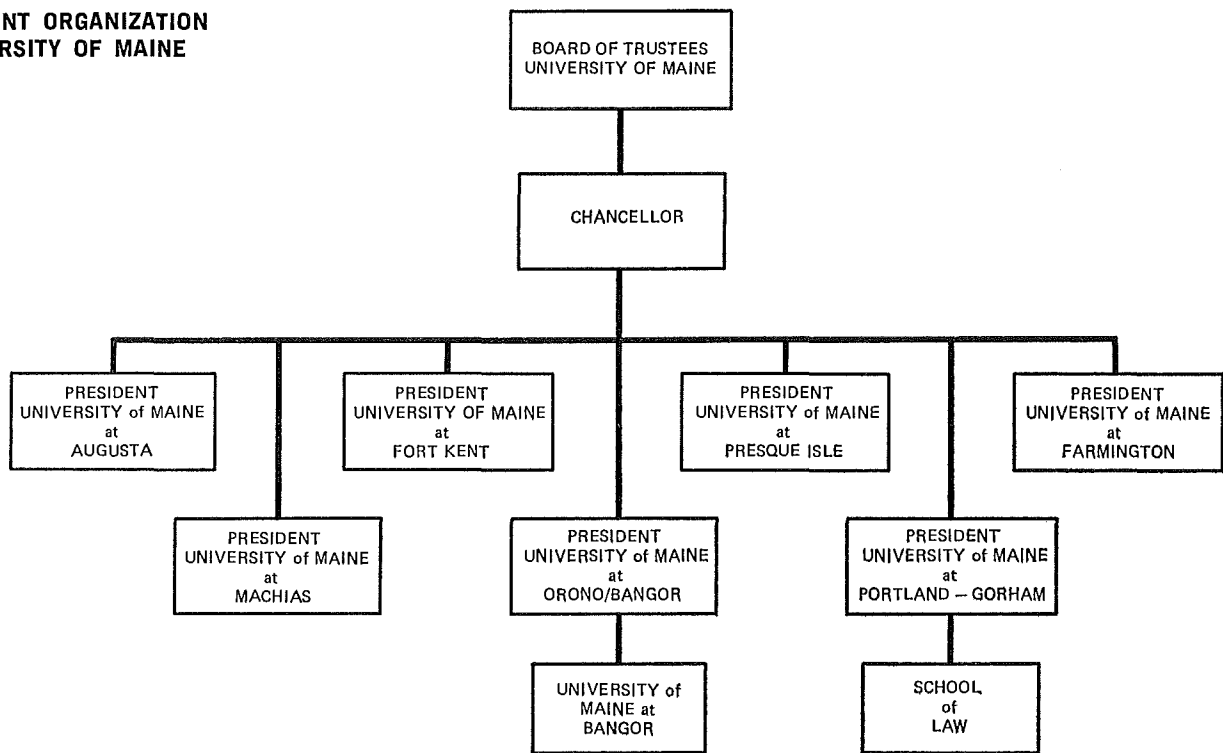 NT ORGANIZATION
RSITY OF MAINE
BOARD OF TRUSTEES
UNIVERSITY OF MAINE
CHANCELLOR
PRESIDENT
UNIVERSITY of MAINE
at
AUGUSTA
PRESIDENT
UNIVERSITY OF MAINE
at
FORT KENT
PRESIDENT
UNIVERSITY of MAINE
at
PRESQUE ISLE
PRESIDENT
UNIVERSITY of MAINE
at
FARMINGTON
PRESIDENT
UNIVERSITY of MAINE
at
MACHIAS
PRESIDENT
UNIVERSITY of MAINE
at
ORONO/BANGOR
PRESIDENT
UNIVERSITY of MAINE
at
PORTLAND – GORHAM
UNIVERSITY of
MAINE at
BANGOR
SCHOOL
of
LAW